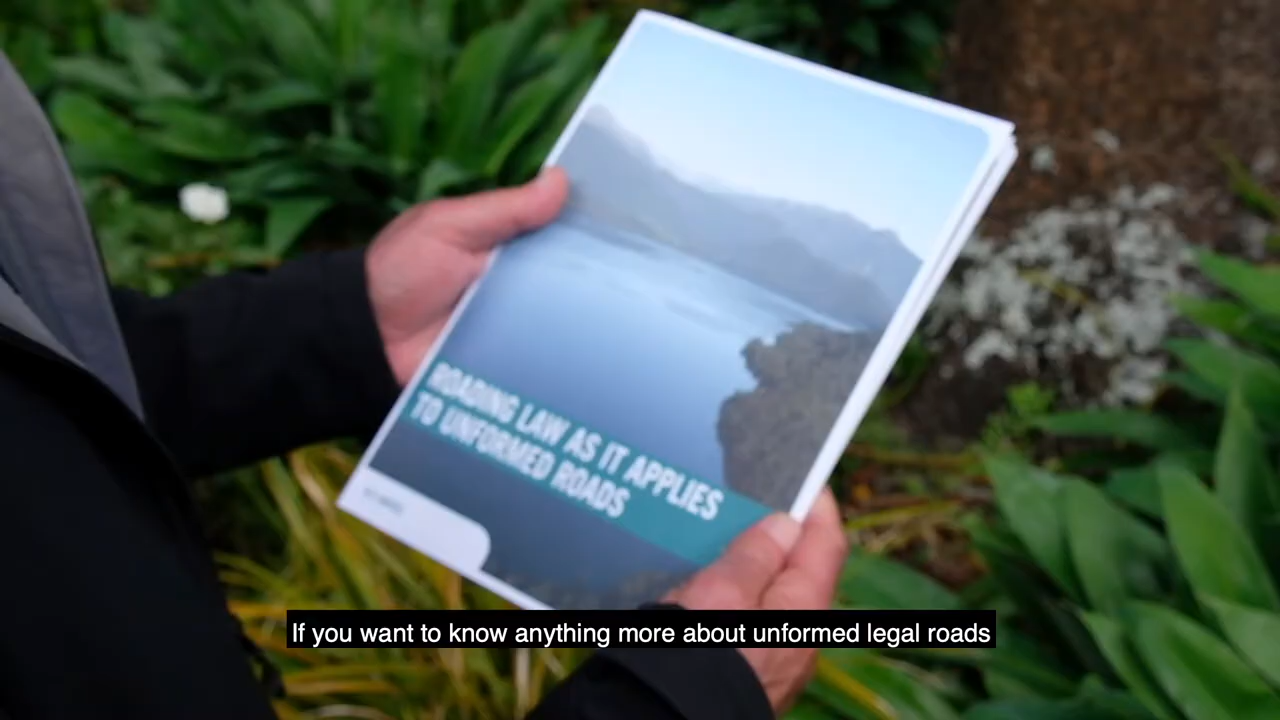 ROADING LAW AS IT APPLIES
TO UNFORMED ROADS
If you want to know anything more about unformed legal roads